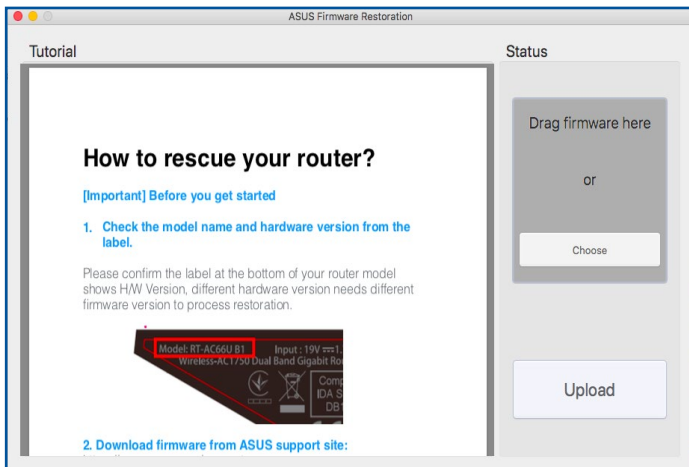 ASUS Firmware Restoration
Tutorial
How to rescue your router?
[Important] Before you get started
1. Check the model name and hardware version from the
label.
Please confirm the label at the bottom of your router model
shows H/W Version, different hardware version needs different
firmware version to process restoration.
Model: RT-AC66U B1 Input : 19V
Wireless-AC1750 Dual Band Gigabit Ro
Comp
IDA S
DB1
2. Download firmware from ASUS support site:
Status
Drag firmware here
or
Choose
Upload